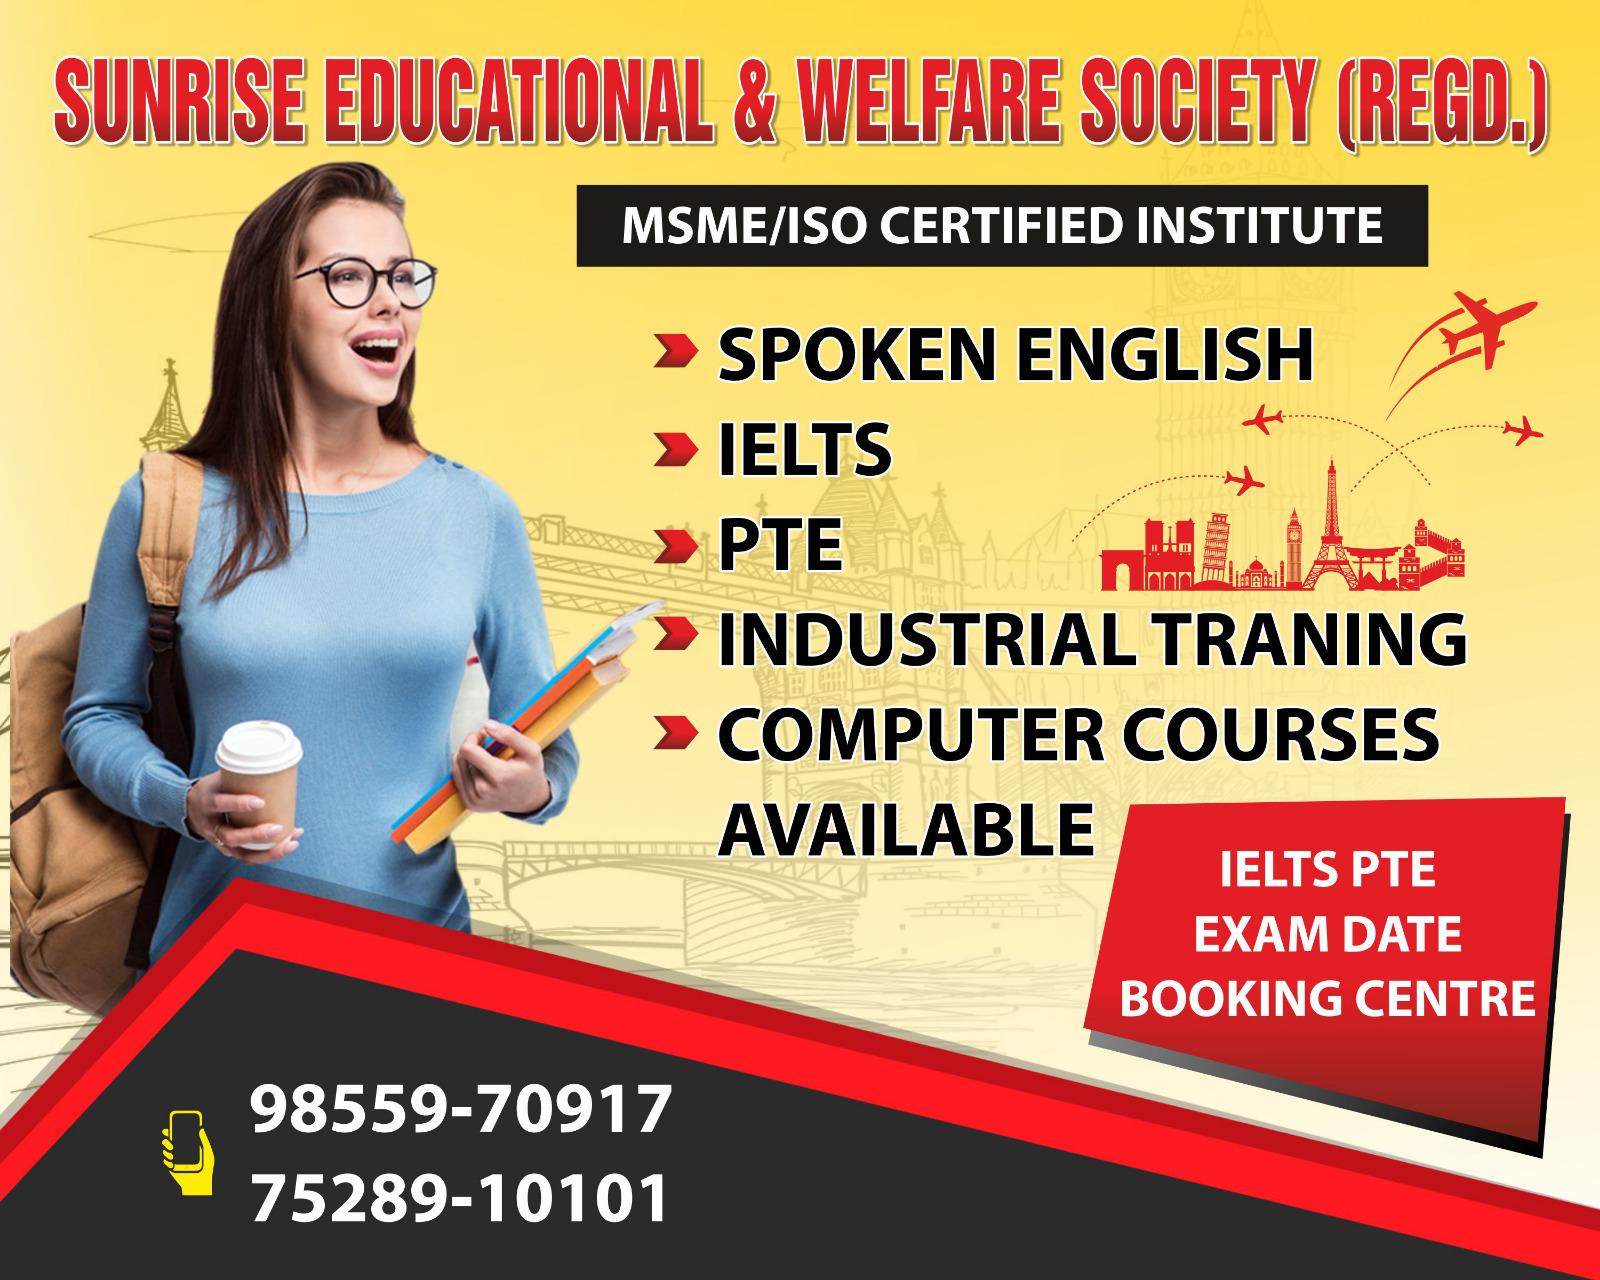 SUNRISE EDUCATIONAL & WELFARE SOCIETY (REGD.)
MSME/ISO CERTIFIED INSTITUTE
SPOKEN ENGLISH
IELTS
PTE
INDUSTRIAL TRANING
COMPUTER COURSES
AVAILABLE
IELTS PTE
EXAM DATE
BOOKING CENTRE
98559-70917
75289-10101